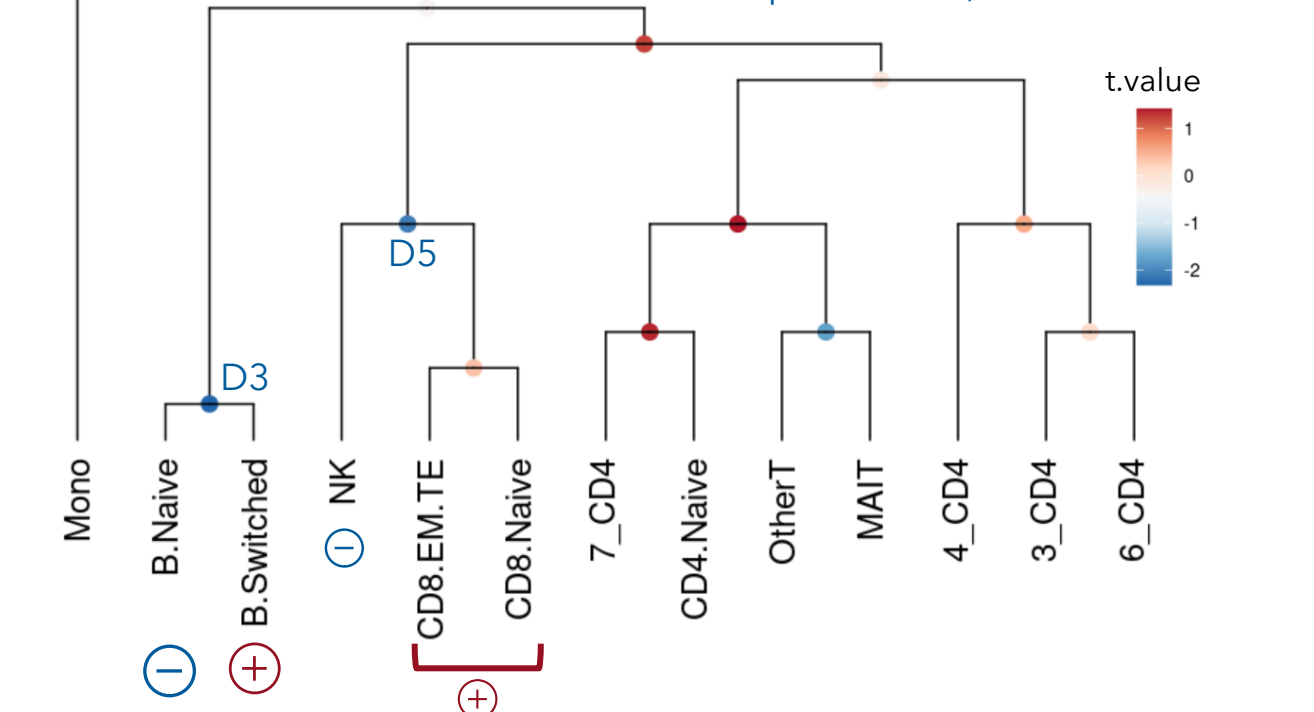 t.value
1
0
-1
-2
D5
D3
Mono
B.Naive
B.Switched
NK
CD8.EM.TE
CD8.Naive
7_CD4
CD4.Naive
OtherT
MAIT
4_CD4
3_CD4
6_CD4
−
−
+
+